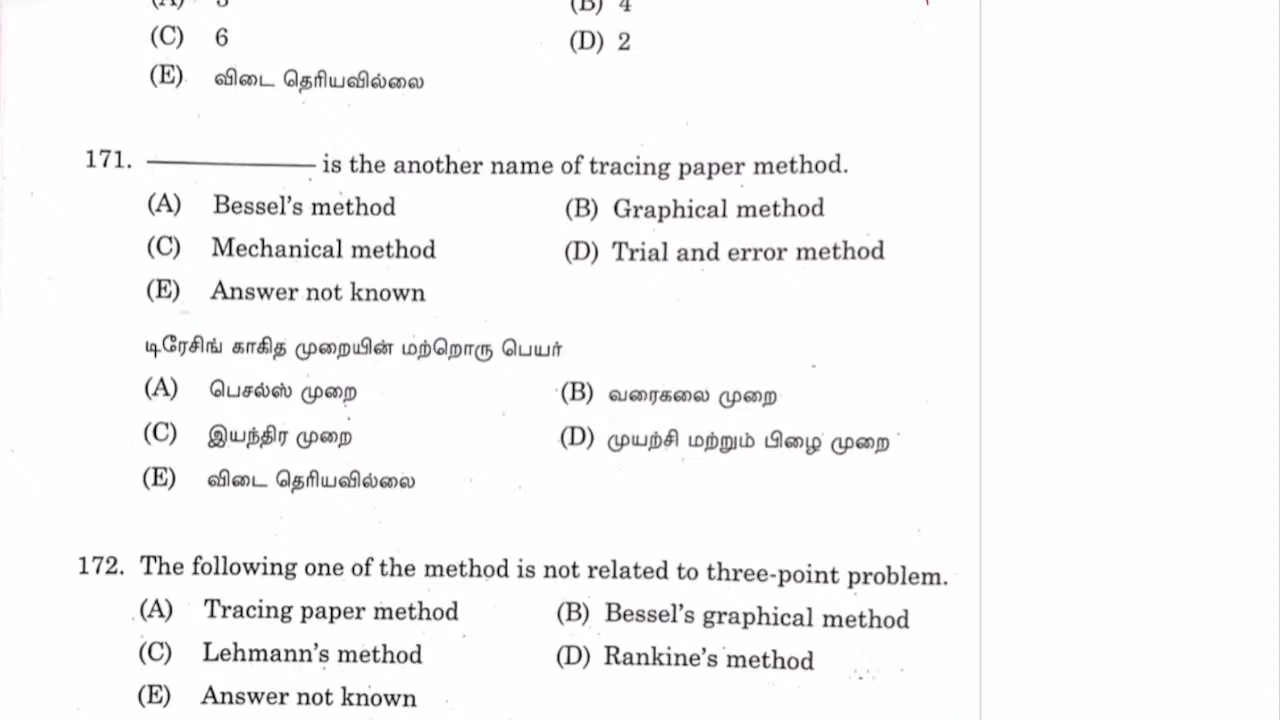 (B) 4
(C) 6 (D) 2
(E) விடை தெரியவில்லை
171. ________ is the another name of tracing paper method.
(A) Bessel's method (B) Graphical method
(C) Mechanical method (D) Trial and error method
(E) Answer not known
டிரேசிங் காகித முறையின் மற்றொரு பெயர்
(A) பெசல்ஸ் முறை (B) வரைகலை முறை
(C) இயந்திர முறை (D) முயற்சி மற்றும் பிழை முறை
(E) விடை தெரியவில்லை
172. The following one of the method is not related to three-point problem.
(A) Tracing paper method (B) Bessel's graphical method
(C) Lehmann's method (D) Rankine's method
(E) Answer not known